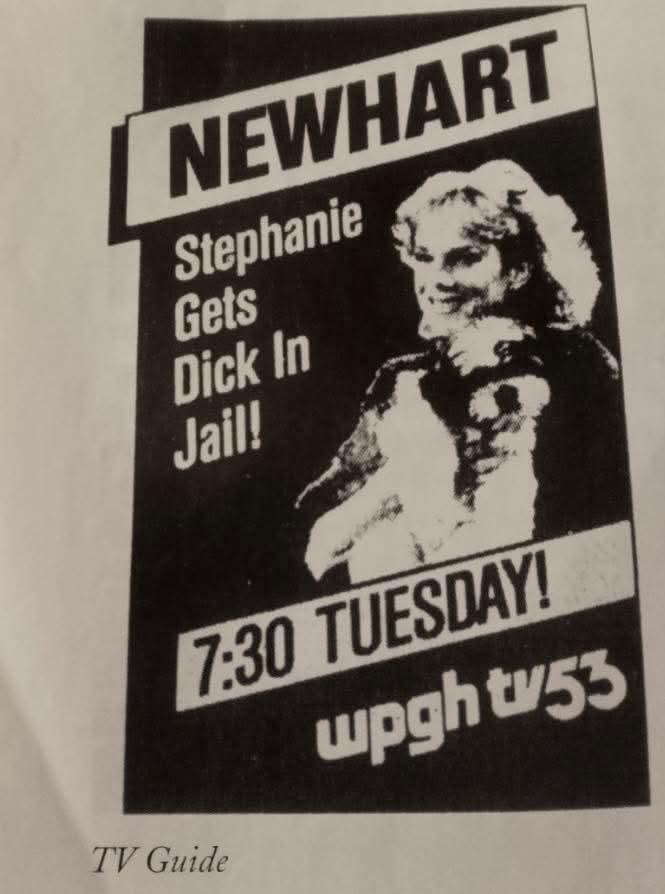 NEWHART
Stephanie
Gets
Dick In
Jail!
7:30 TUESDAY!
wpgh tv53
TV Guide